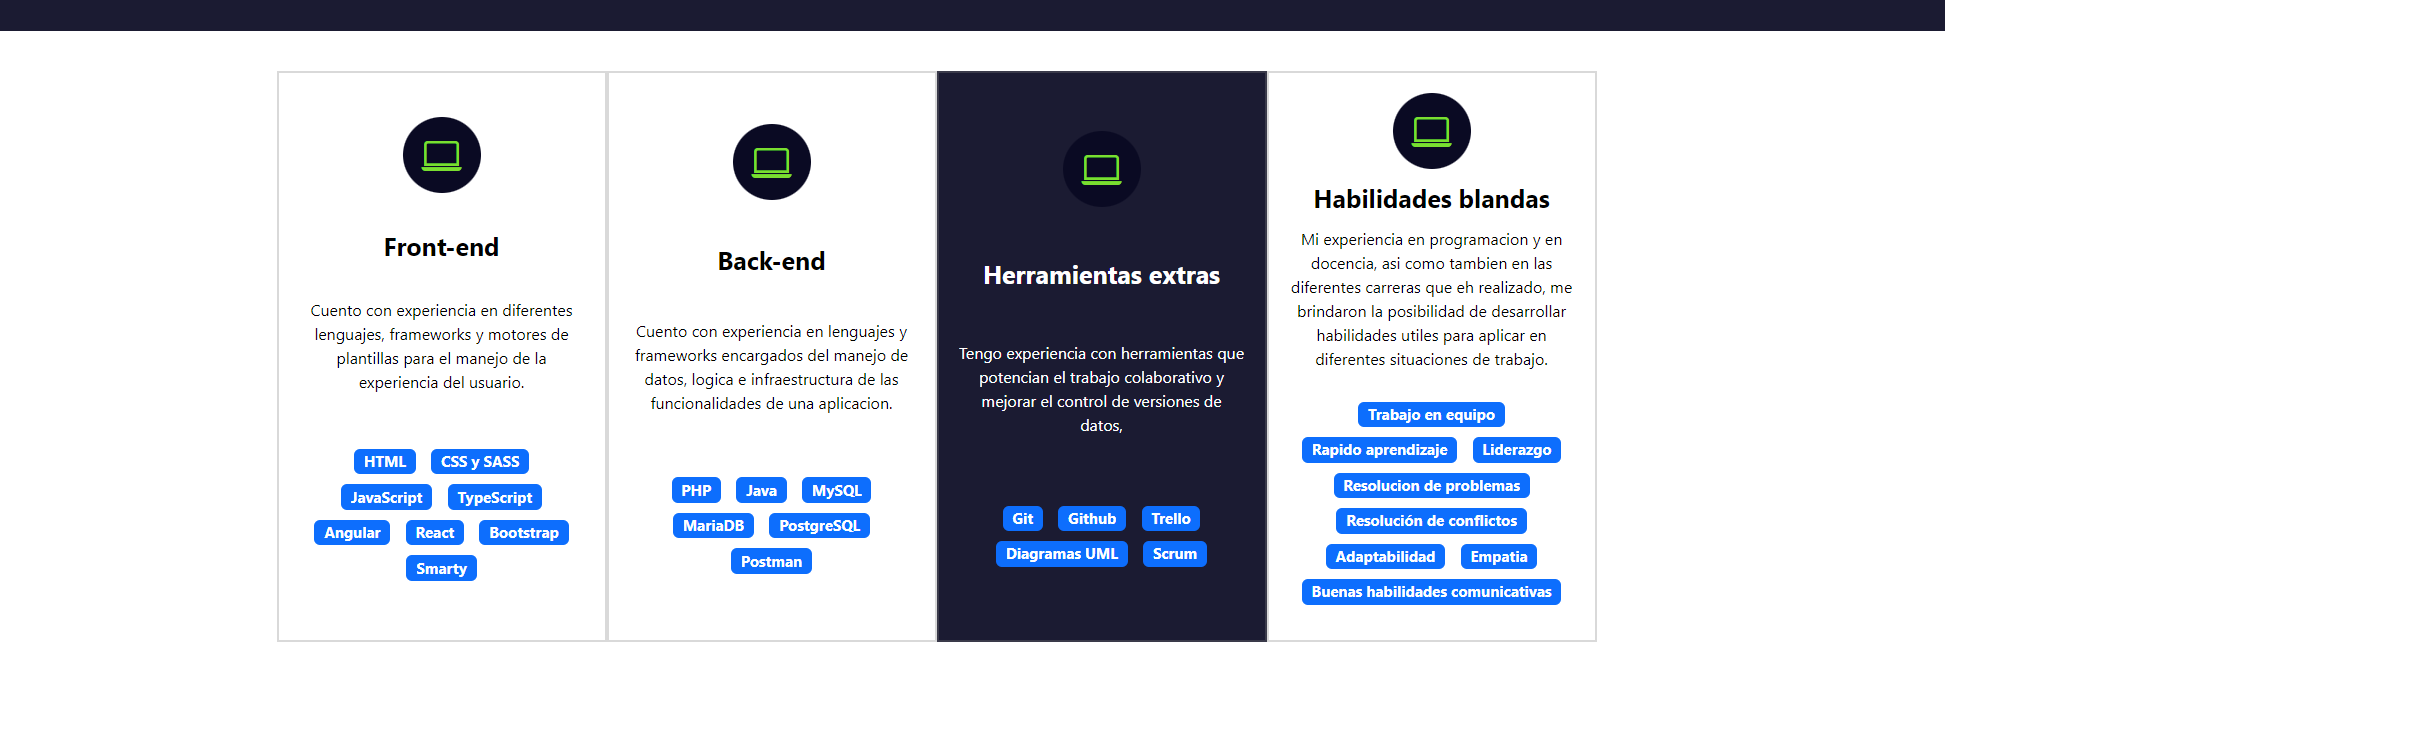 Front-end
Cuento con experiencia en diferentes
lenguajes, frameworks y motores de
plantillas para el manejo de la
experiencia del usuario.
HTML CSS y SASS
JavaScript TypeScript
Angular React Bootstrap
Smarty
Back-end
Cuento con experiencia en lenguajes y
frameworks encargados del manejo de
datos, logica e infraestructura de las
funcionalidades de una aplicacion.
PHP Java MySQL
MariaDB PostgreSQL
Postman
Herramientas extras
Tengo experiencia con herramientas que
potencian el trabajo colaborativo y
mejorar el control de versiones de
datos,
Git Github Trello
Diagramas UML Scrum
Habilidades blandas
Mi experiencia en programacion y en
docencia, asi como tambien en las
diferentes carreras que eh realizado, me
brindaron la posibilidad de desarrollar
habilidades utiles para aplicar en
diferentes situaciones de trabajo.
Trabajo en equipo
Rapido aprendizaje Liderazgo
Resolucion de problemas
Resolución de conflictos
Adaptabilidad Empatia
Buenas habilidades comunicativas